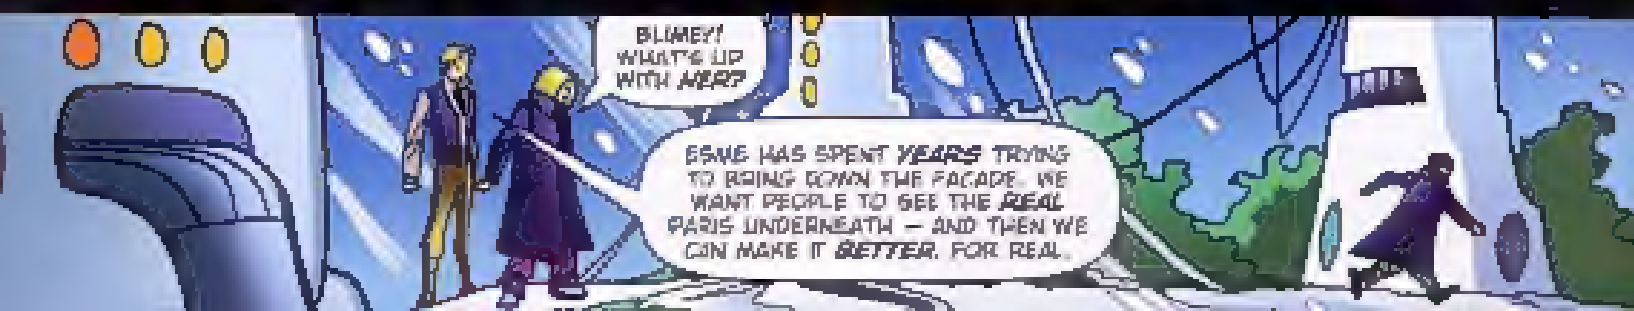 BLIMEY!
WHAT'S UP
WITH HER?
ESME HAS SPENT YEARS TRYING
TO BRING DOWN THE FACADE. WE
WANT PEOPLE TO SEE THE REAL
PARIS UNDERNEATH – AND THEN WE
CAN MAKE IT BETTER. FOR REAL.